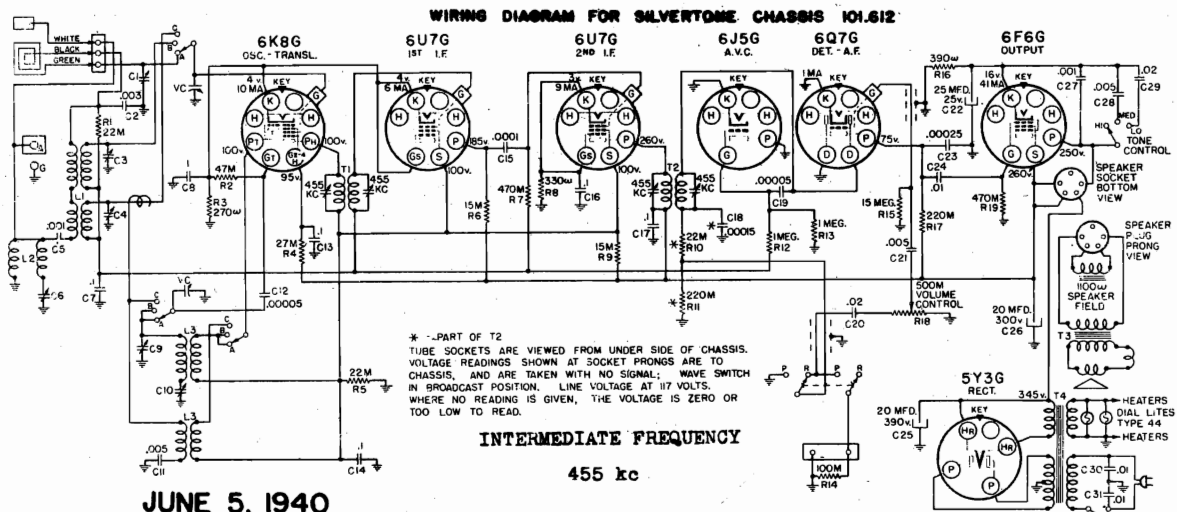 WIRING DIAGRAM FOR SILVERTONE CHASSIS 101.612
6K8G
OSC.- TRANSL.
6U7G
1ST I.F.
6U7G
2ND I.F.
6J5G
A.V.C.
6Q7G
DET.- A.F.
6F6G
OUTPUT
WHITE
BLACK
GREEN
C
B
A
C1
.003
C2
R1
22M
C3
C4
L1
.001
C5
L2
C6
.1
C7
VC
4 v.
10 MA
KEY
G
K
H
H
PT
PH
GT
100v.
100v.
95v.
.1
C8
47M
R2
R3
270ω
27M
R4
.1
C13
T1
455
KC
455
KC
4 v.
6 MA
KEY
G
K
H
H
P
GS
S
185v.
100v.
.0001
C15
15M
R6
470M
R7
9 MA
KEY
G
K
H
H
P
GS
S
260v.
100v.
330ω
R8
.1
C16
15M
R9
T2
455
KC
455
KC
.1
C17
C18
.00015
* 22M
R10
* 220M
R11
KEY
K
H
H
P
G
.00005
C19
1MEG.
R12
1 MEG.
R13
1 MA
KEY
G
K
H
H
P
D
D
75v.
15 MEG.
R15
.005
C21
.00025
C23
C24
.01
220M
R17
500M
VOLUME
CONTROL
R18
.02
C20
390ω
R16
25 MFD.
25v.
C22
16v.
41 MA
KEY
K
H
H
P
G
S
250v.
260v.
470M
R19
.001
C27
.005
C28
.02
C29
MED
HI
LO
TONE
CONTROL
SPEAKER
SOCKET
BOTTOM
VIEW
SPEAKER
PLUG
PRONG
VIEW
1100ω
SPEAKER
FIELD
T3
20 MFD.
300v.
C26
VC
C
B
A
C9
L3
C
B
A
C10
C12
.00005
L3
.005
C11
22M
R5
.1
C14
* -PART OF T2
TUBE SOCKETS ARE VIEWED FROM UNDER SIDE OF CHASSIS.
VOLTAGE READINGS SHOWN AT SOCKET PRONGS ARE TO
CHASSIS, AND ARE TAKEN WITH NO SIGNAL; WAVE SWITCH
IN BROADCAST POSITION. LINE VOLTAGE AT 117 VOLTS.
WHERE NO READING IS GIVEN, THE VOLTAGE IS ZERO OR
TOO LOW TO READ.
INTERMEDIATE FREQUENCY
455 kc
P
R
P
R
100M
R14
5Y3G
RECT.
345v.
20 MFD.
390v.
C25
KEY
HR
HR
P
P
T4
HEATERS
DIAL LITES
TYPE 44
HEATERS
C30
.01
C31
.01
JUNE 5, 1940